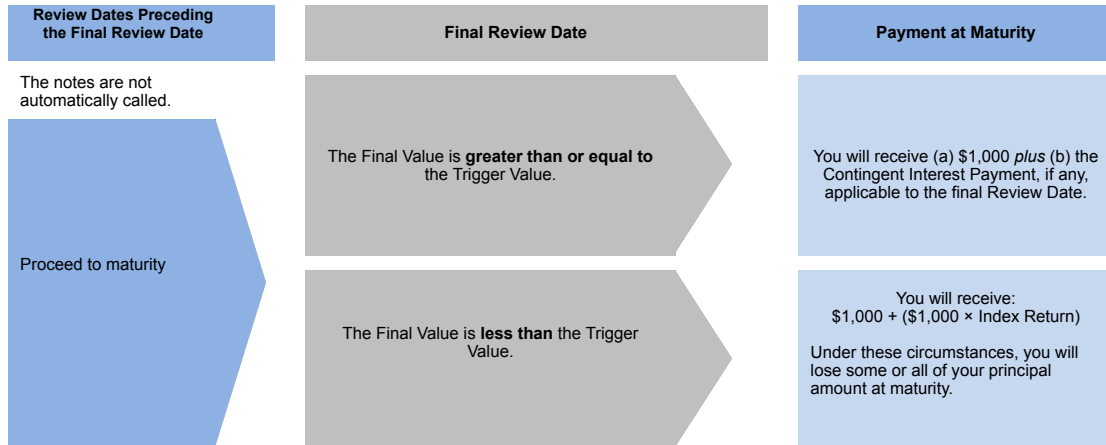 Review Dates Preceding
the Final Review Date
Final Review Date
Payment at Maturity
The notes are not
automatically called.
Proceed to maturity
The Final Value is greater than or equal to
the Trigger Value.
You will receive (a) $1,000 plus (b) the
Contingent Interest Payment, if any,
applicable to the final Review Date.
The Final Value is less than the Trigger
Value.
You will receive:
$1,000 + ($1,000 × Index Return)
Under these circumstances, you will
lose some or all of your principal
amount at maturity.